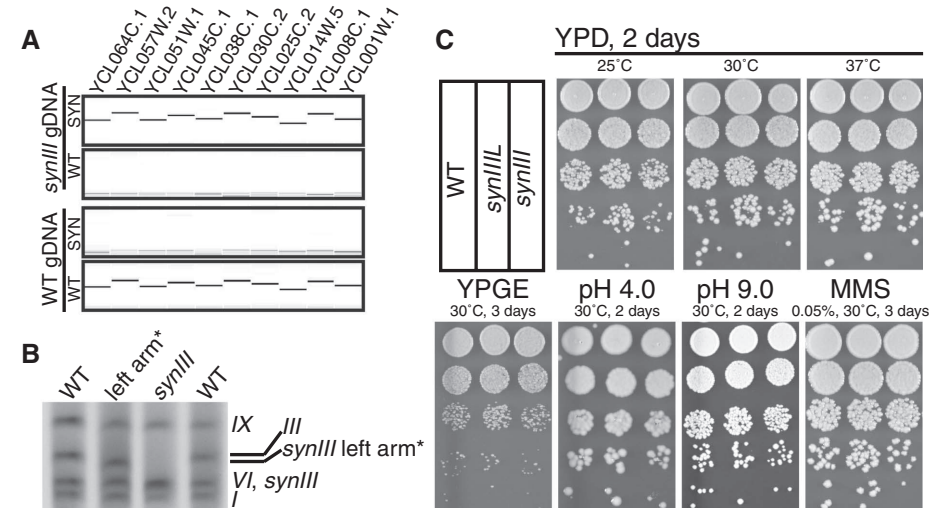 A
YCL064C.1
YCL057W.2
YCL051W.1
YCL045C.1
YCL038C.1
YCL030C.2
YCL025C.2
YCL014W.5
YCL008C.1
YCL001W.1
synIII gDNA
SYN
WT
WT gDNA
SYN
WT
B
WT
left arm*
synIII
WT
IX
III
synIII left arm*
VI, synIII
I
C
YPD, 2 days
25˚C
30˚C
37˚C
WT
synIIIL
synIII
YPGE
30˚C, 3 days
pH 4.0
30˚C, 2 days
pH 9.0
30˚C, 2 days
MMS
0.05%, 30˚C, 3 days